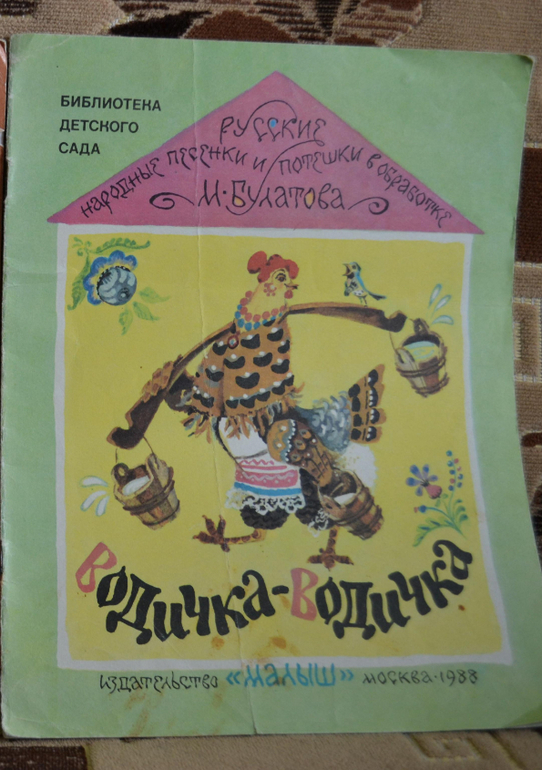 БИБЛИОТЕКА
ДЕТСКОГО
САДА
РУССКИЕ
НАРОДНЫЕ ПЕСЕНКИ И ПОТЕШКИ В ОБРАБОТКЕ
М. БУЛАТОВА
ВОДИЧКА-ВОДИЧКА
ИЗДАТЕЛЬСТВО «МАЛЫШ» МОСКВА·1988